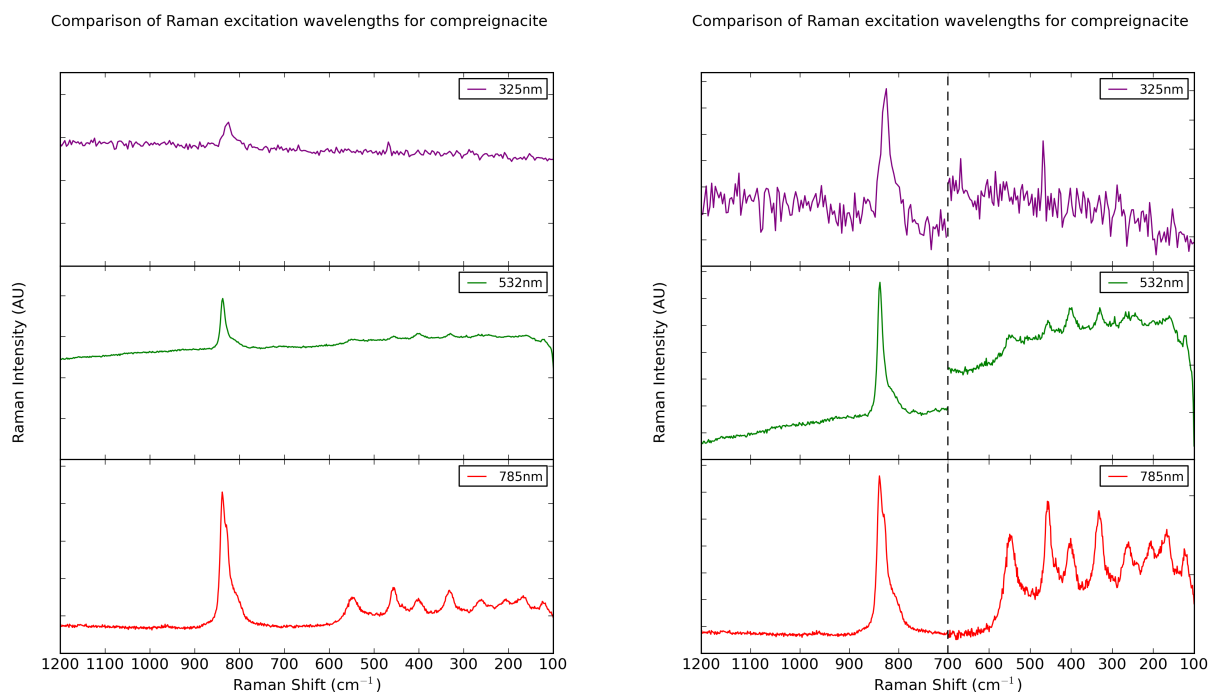 Comparison of Raman excitation wavelengths for compreignacite
325nm
532nm
785nm
Raman Intensity (AU)
1200 1100 1000 900 800 700 600 500 400 300 200 100
Raman Shift (cm⁻¹)
Comparison of Raman excitation wavelengths for compreignacite
325nm
532nm
785nm
Raman Intensity (AU)
1200 1100 1000 900 800 700 600 500 400 300 200 100
Raman Shift (cm⁻¹)